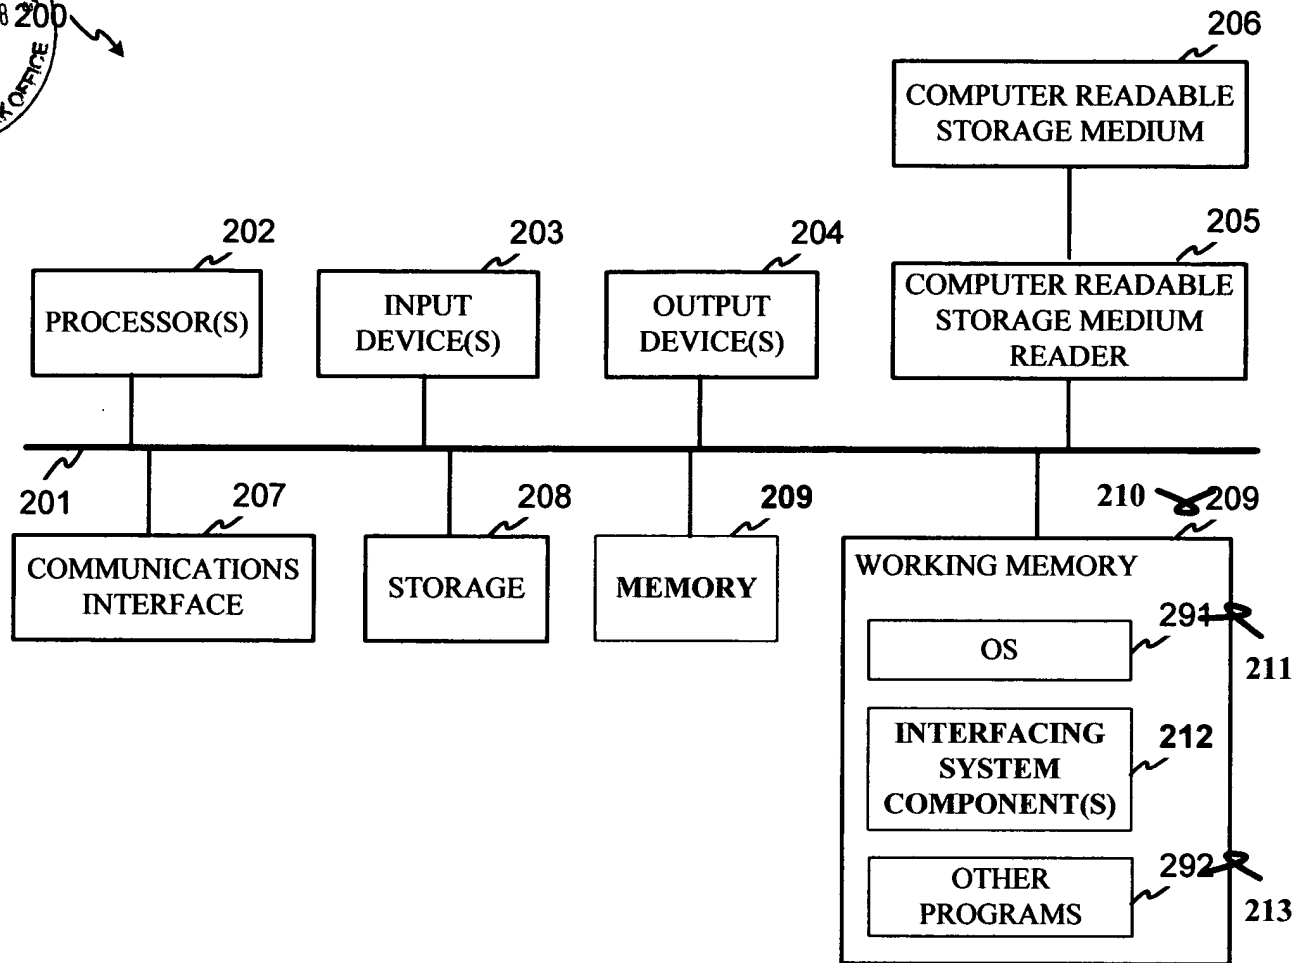 8 200
OFFICE
206
COMPUTER READABLE
STORAGE MEDIUM
202
203
204
205
PROCESSOR(S)
INPUT
DEVICE(S)
OUTPUT
DEVICE(S)
COMPUTER READABLE
STORAGE MEDIUM
READER
201
207
208
209
210
209
COMMUNICATIONS
INTERFACE
STORAGE
MEMORY
WORKING MEMORY
291
OS
211
INTERFACING
SYSTEM
COMPONENT(S)
212
292
OTHER
PROGRAMS
213